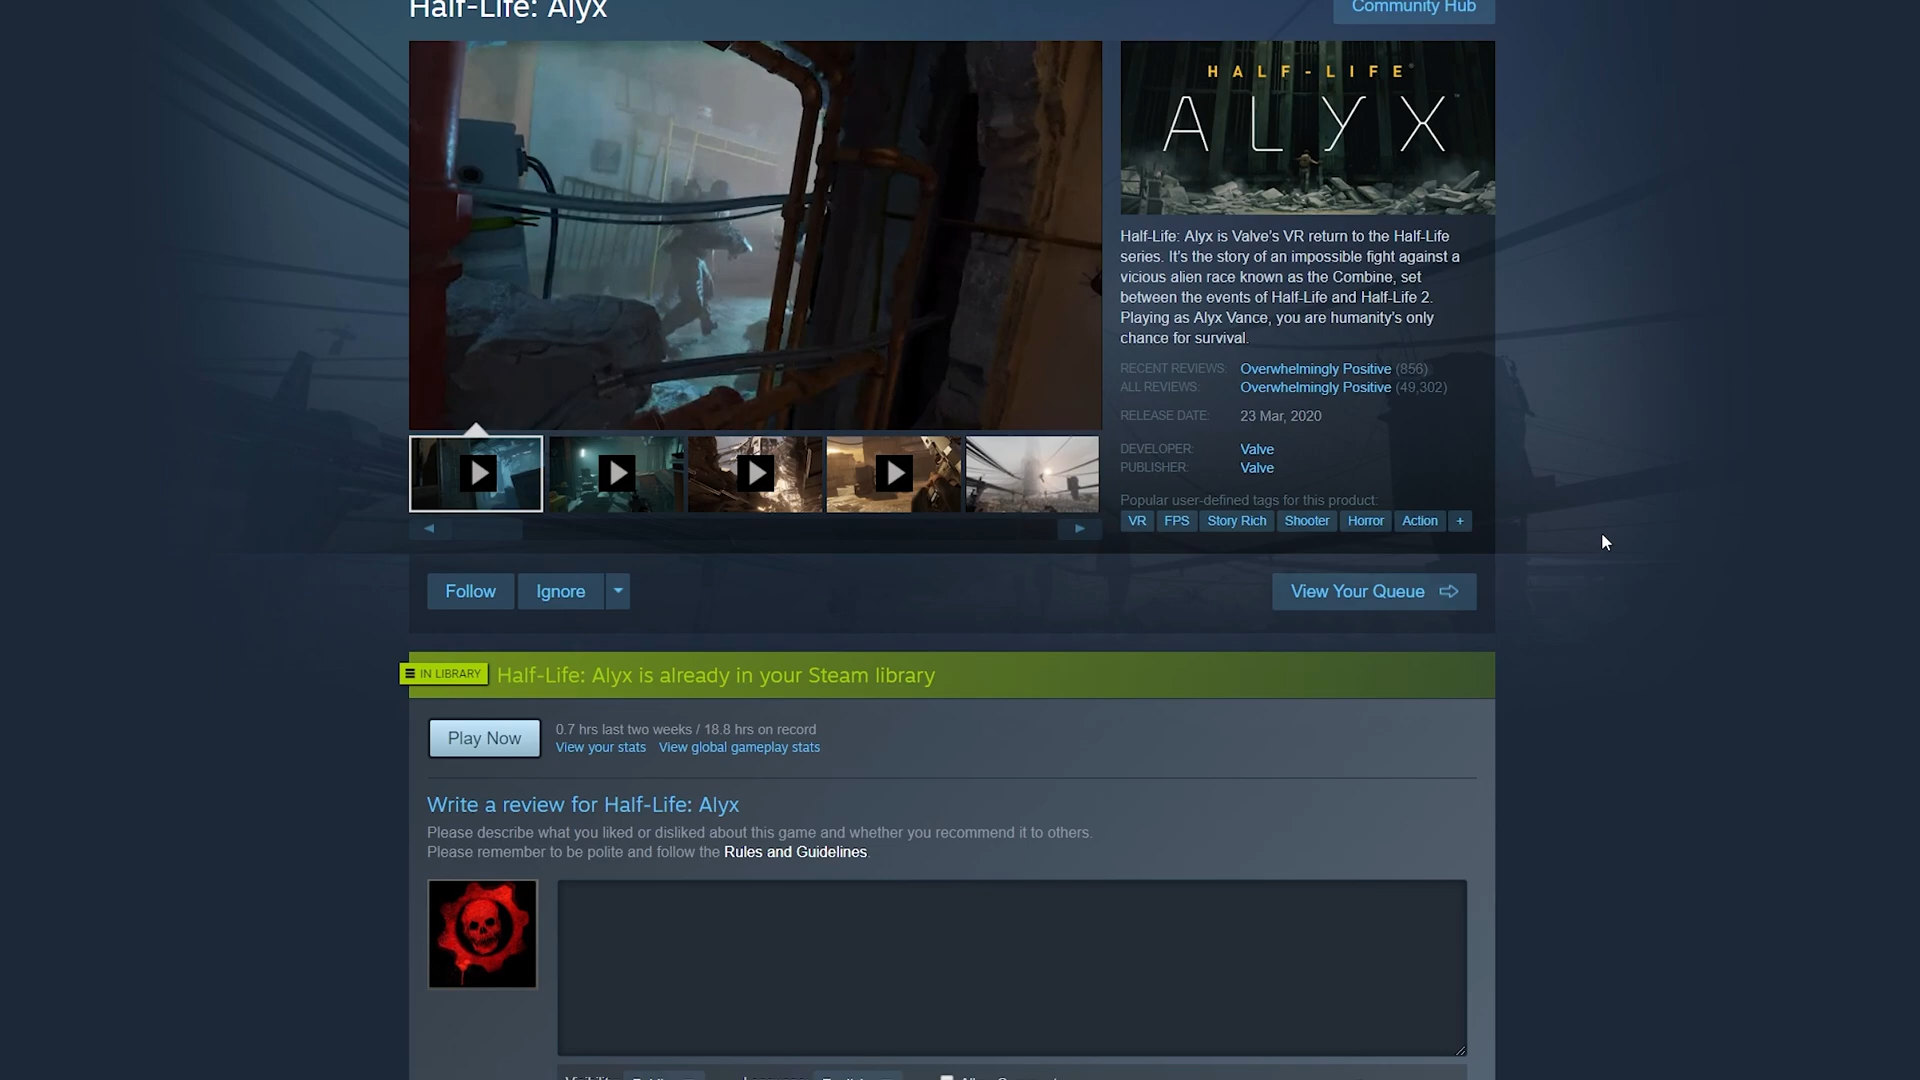 Half-Life: Alyx
Community Hub
HALF-LIFE
ALYX
Half-Life: Alyx is Valve's VR return to the Half-Life
series. It's the story of an impossible fight against a
vicious alien race known as the Combine, set
between the events of Half-Life and Half-Life 2.
Playing as Alyx Vance, you are humanity's only
chance for survival.
RECENT REVIEWS: Overwhelmingly Positive (856)
ALL REVIEWS: Overwhelmingly Positive (49,302)
RELEASE DATE: 23 Mar, 2020
DEVELOPER: Valve
PUBLISHER: Valve
Popular user-defined tags for this product:
VR FPS Story Rich Shooter Horror Action +
Follow Ignore View Your Queue
IN LIBRARY Half-Life: Alyx is already in your Steam library
Play Now 0.7 hrs last two weeks / 18.8 hrs on record
View your stats View global gameplay stats
Write a review for Half-Life: Alyx
Please describe what you liked or disliked about this game and whether you recommend it to others.
Please remember to be polite and follow the Rules and Guidelines.